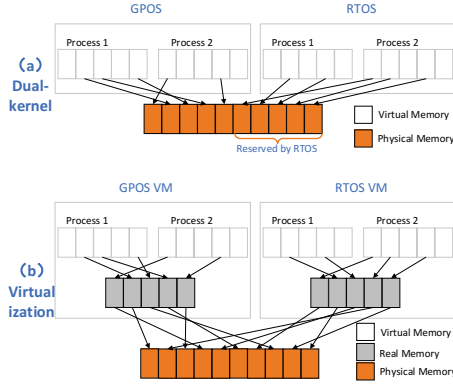 GPOS
RTOS
Process 1
Process 2
Process 1
Process 2
(a)
Dual-
kernel
Virtual Memory
Physical Memory
Reserved by RTOS
GPOS VM
RTOS VM
Process 1
Process 2
Process 1
Process 2
(b)
Virtual
ization
Virtual Memory
Real Memory
Physical Memory